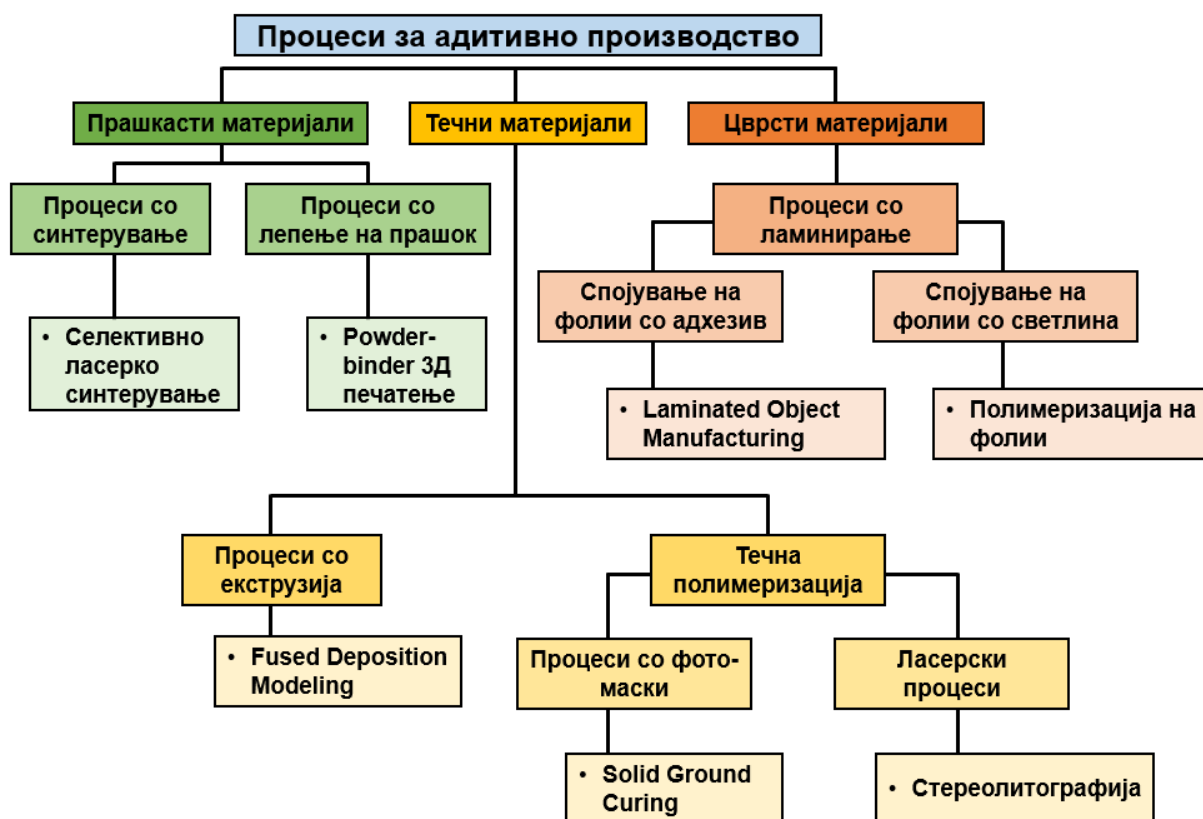 Процеси за адитивно производство
Прашкасти материјали
Течни материјали
Цврсти материјали
Процеси со
синтерување
Процеси со
лепење на прашок
Процеси со
ламинирање
Спојување на
фолии со адхезив
Спојување на
фолии со светлина
• Селективно
ласерко
синтерување
• Powder-
binder 3Д
печатење
• Laminated Object
Manufacturing
• Полимеризација на
фолии
Процеси со
екструзија
Течна
полимеризација
• Fused Deposition
Modeling
Процеси со фото-
маски
Ласерски
процеси
• Solid Ground
Curing
• Стереолитографија